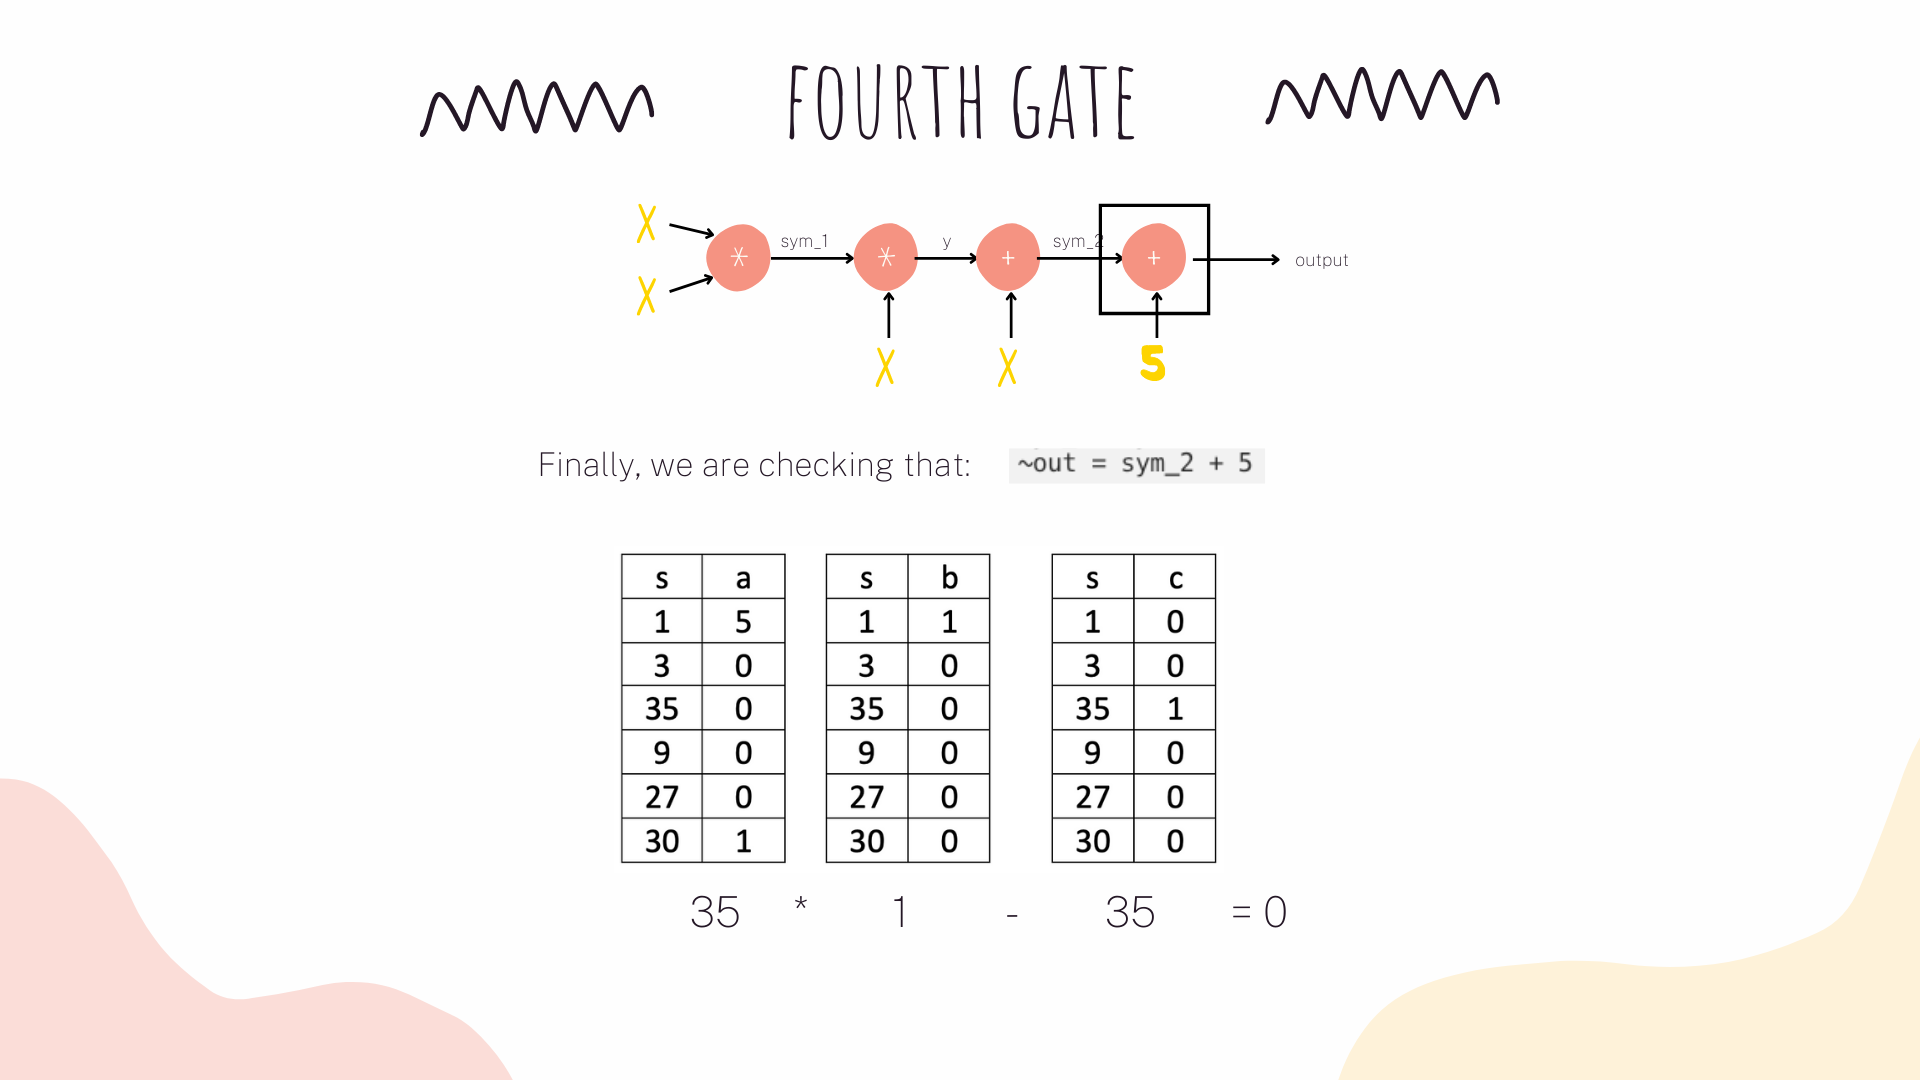 FOURTH GATE
X
X
* sym_1 * y + sym_2 + output
X X 5
Finally, we are checking that: ~out = sym_2 + 5
s a s b s c
1 5 1 1 1 0
3 0 3 0 3 0
35 0 35 0 35 1
9 0 9 0 9 0
27 0 27 0 27 0
30 1 30 0 30 0
35 * 1 - 35 = 0